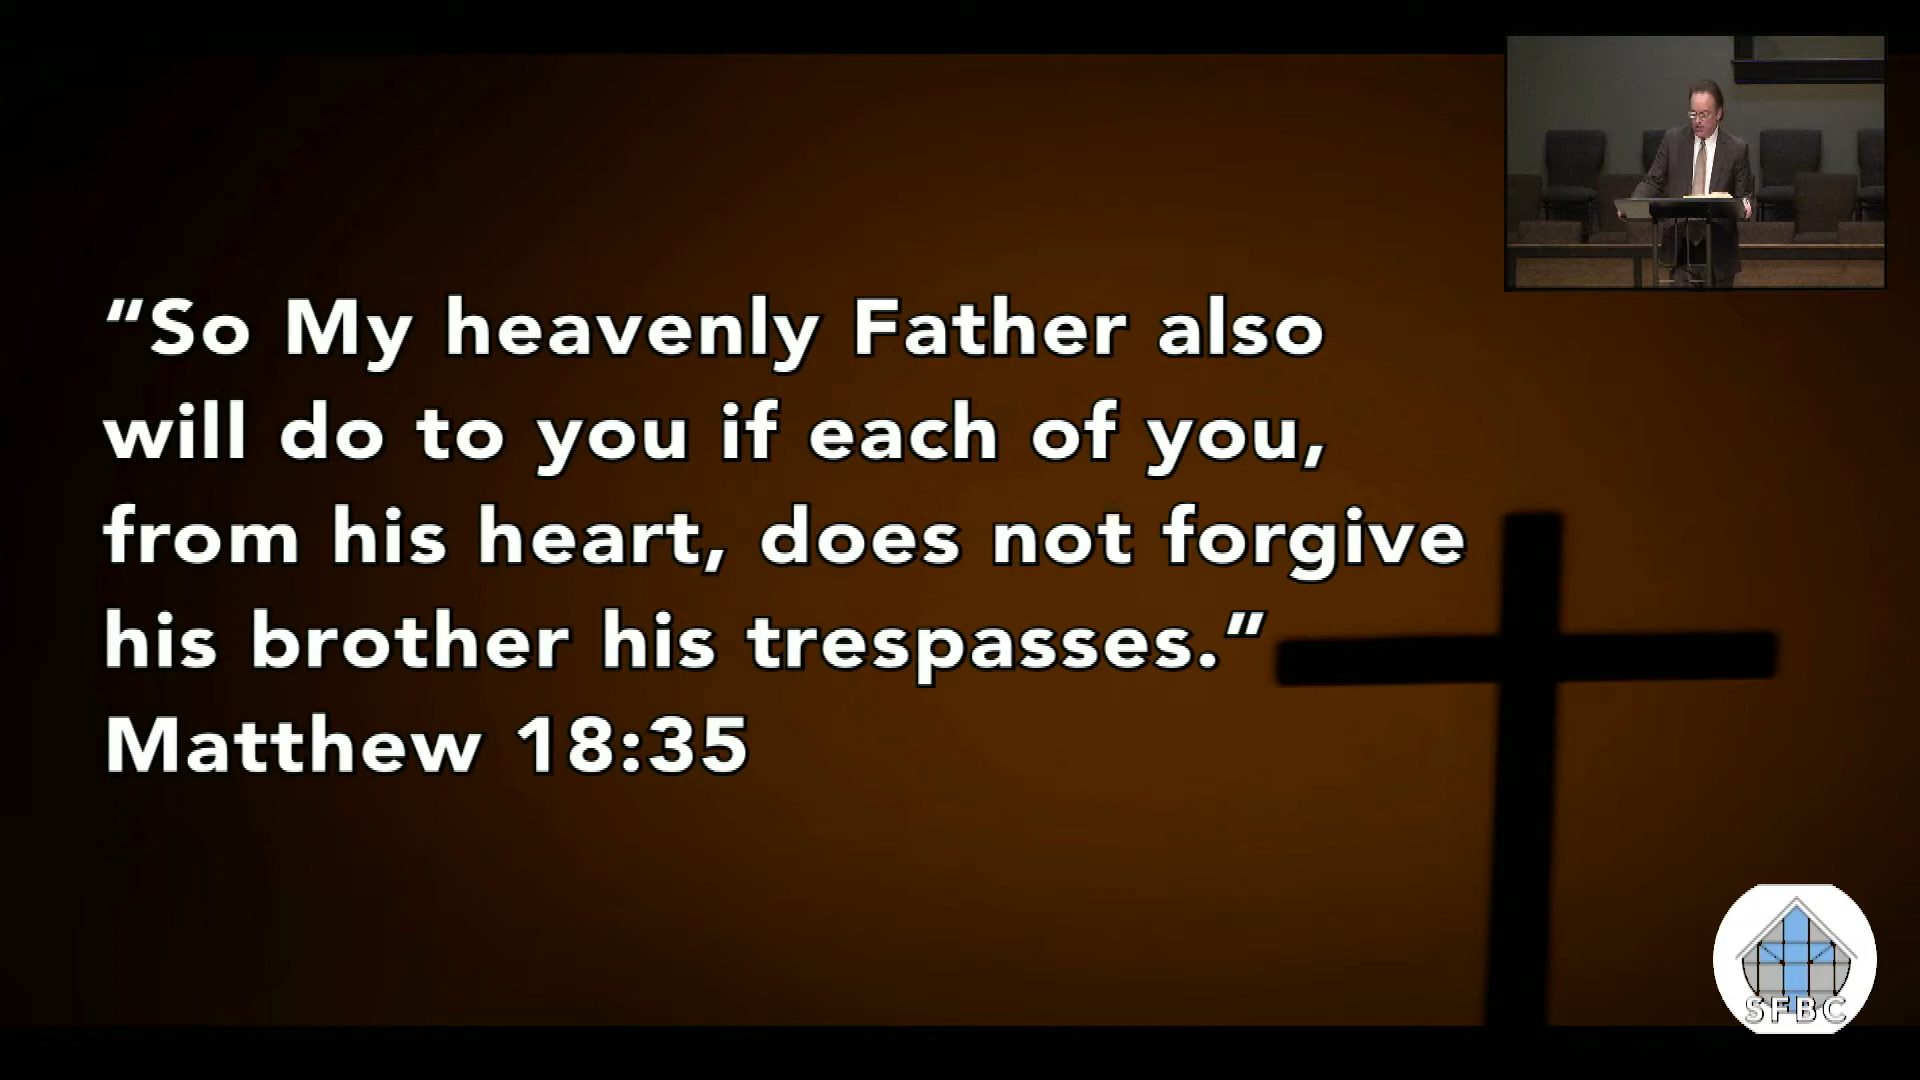 “So My heavenly Father also
will do to you if each of you,
from his heart, does not forgive
his brother his trespasses.”
Matthew 18:35
SFBC